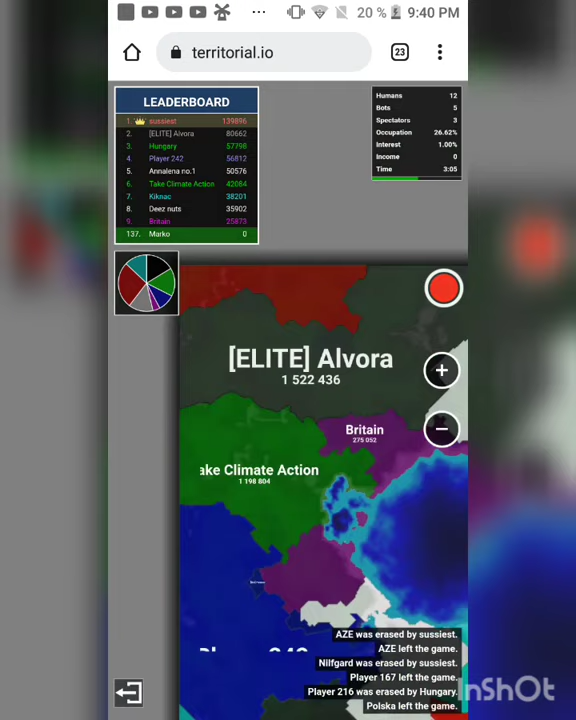 20 % 9:40 PM
territorial.io
23
LEADERBOARD
1. sussiest 139896
2. [ELITE] Alvora 80662
3. Hungary 57798
4. Player 242 56812
5. Annalena no.1 50576
6. Take Climate Action 42084
7. Kiknac 38201
8. Deez nuts 35902
9. Britain 25873
137. Marko 0
Humans 12
Bots 5
Spectators 3
Occupation 26.62%
Interest 1.00%
Income 0
Time 3:05
[ELITE] Alvora
1 522 436
+
Britain
275 052
−
ake Climate Action
1 198 804
AZE was erased by sussiest.
AZE left the game.
Nilfgard was erased by sussiest.
Player 167 left the game.
Player 216 was erased by Hungary.
Polska left the game.
InShOt